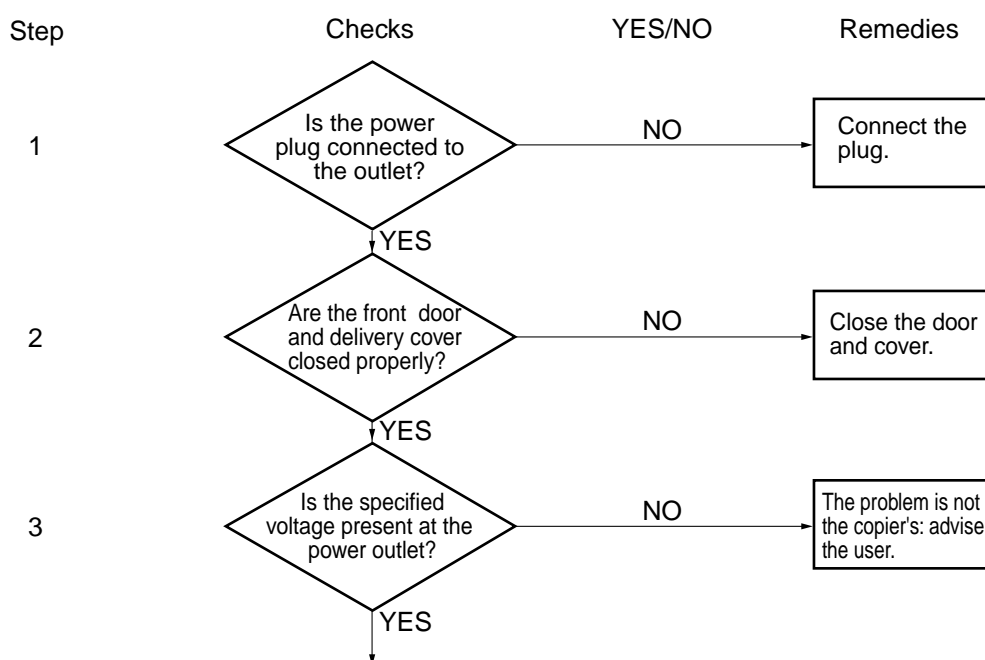 Step Checks YES/NO Remedies
1
Is the power
plug connected to
the outlet?
NO
Connect the
plug.
YES
2
Are the front door
and delivery cover
closed properly?
NO
Close the door
and cover.
YES
3
Is the specified
voltage present at the
power outlet?
NO
The problem is not
the copier's: advise
the user.
YES